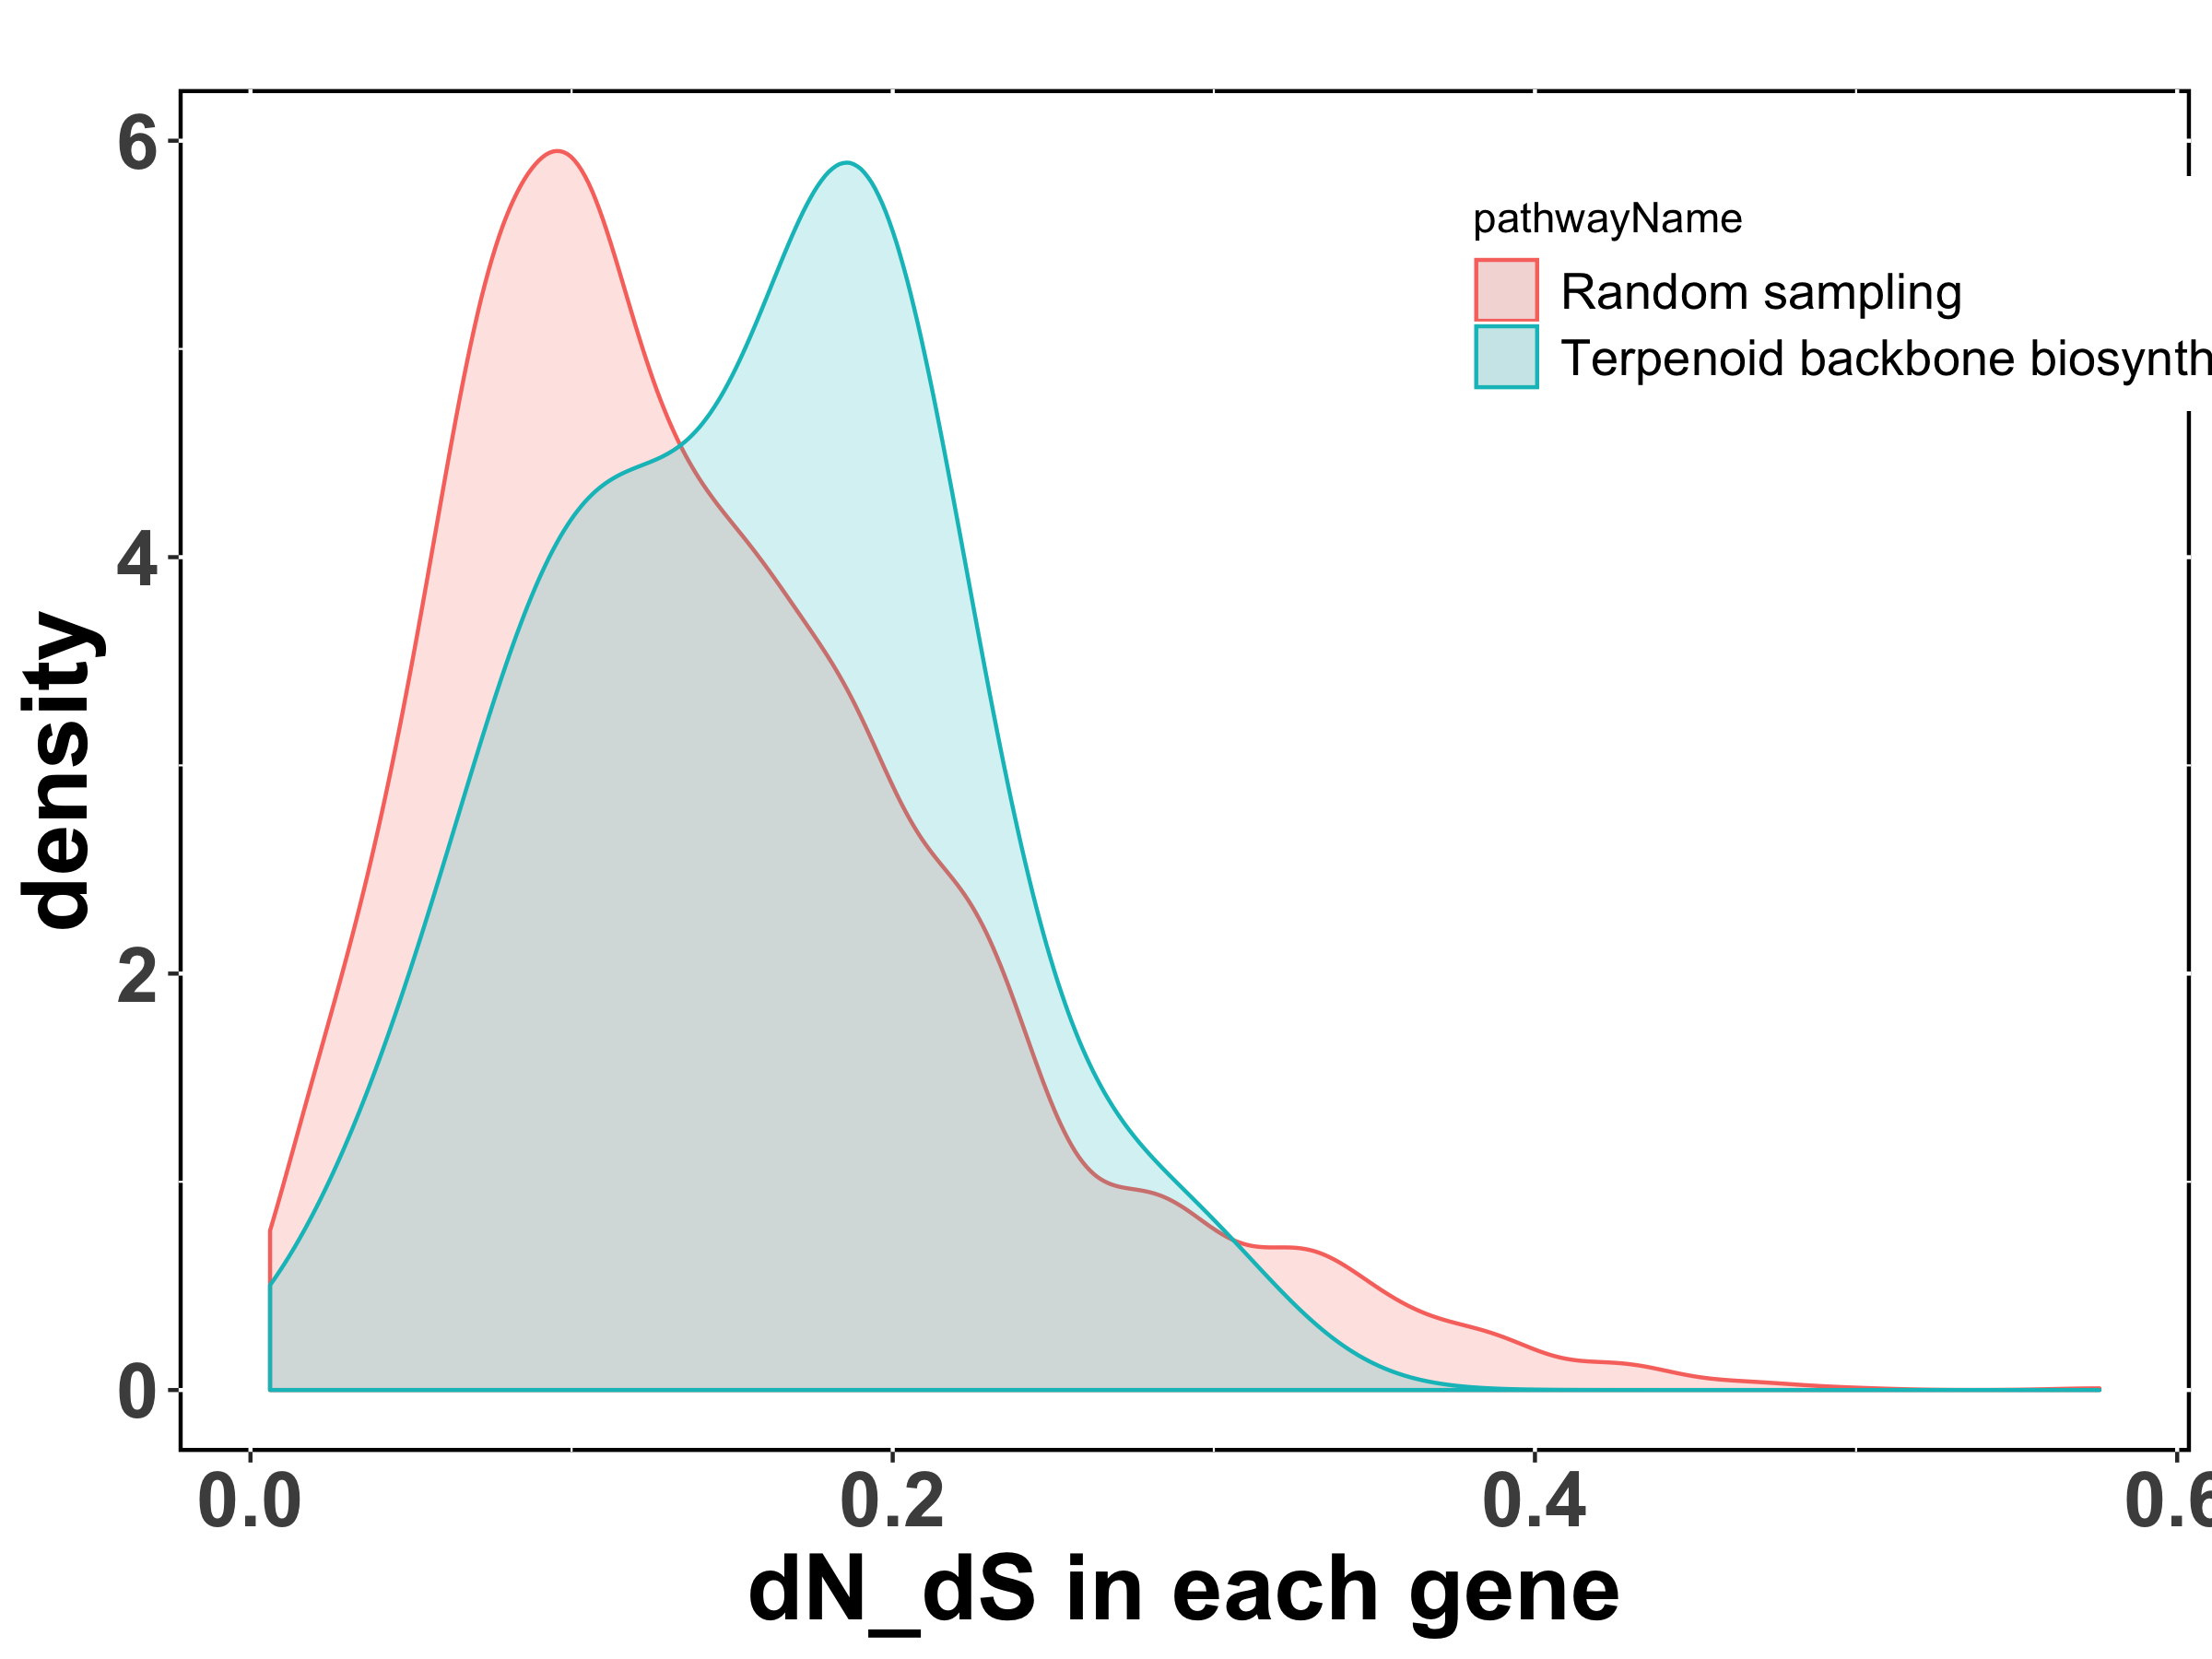 6
4
2
0
density
pathwayName
Random sampling
Terpenoid backbone biosynth
0.0
0.2
0.4
0.6
dN_dS in each gene